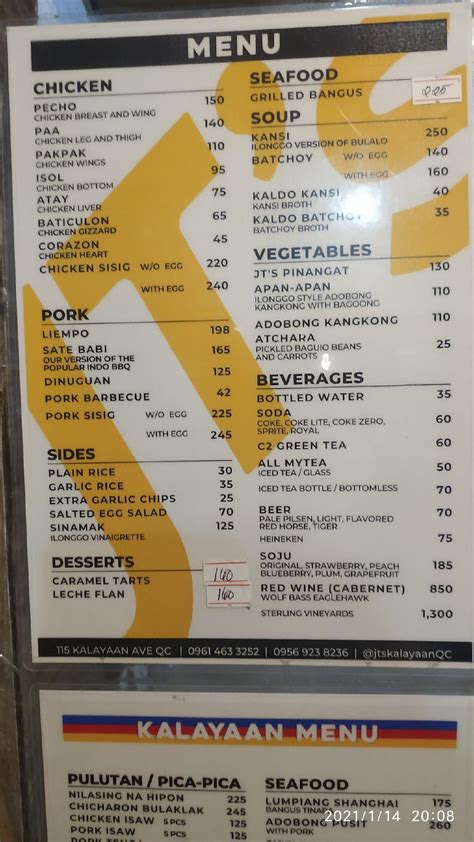 MENU
CHICKEN
PECHO 150
CHICKEN BREAST AND WING
PAA 140
CHICKEN LEG AND THIGH
PAKPAK 110
CHICKEN WINGS
ISOL 95
CHICKEN BOTTOM
ATAY 75
CHICKEN LIVER
BATICULON 65
CHICKEN GIZZARD
CORAZON 45
CHICKEN HEART
CHICKEN SISIG W/O EGG 220
WITH EGG 240
PORK
LIEMPO 198
SATE BABI 165
OUR VERSION OF THE
POPULAR INDO BBQ
DINUGUAN 125
PORK BARBECUE 42
PORK SISIG W/O EGG 225
WITH EGG 245
SIDES
PLAIN RICE 30
GARLIC RICE 35
EXTRA GARLIC CHIPS 25
SALTED EGG SALAD 70
SINAMAK 125
ILONGGO VINAIGRETTE
DESSERTS
CARAMEL TARTS 140
LECHE FLAN 160
SEAFOOD
GRILLED BANGUS 225
SOUP
KANSI 250
ILONGGO VERSION OF BULALO
BATCHOY W/O EGG 140
WITH EGG 160
KALDO KANSI 40
KANSI BROTH
KALDO BATCHOY 35
BATCHOY BROTH
VEGETABLES
JT'S PINANGAT 130
APAN-APAN 110
ILONGGO STYLE ADOBONG
KANGKONG WITH BAGOONG
ADOBONG KANGKONG 110
ATCHARA 25
PICKLED BAGUIO BEANS
AND CARROTS
BEVERAGES
BOTTLED WATER 35
SODA 60
COKE, COKE LITE, COKE ZERO,
SPRITE, ROYAL
C2 GREEN TEA 60
ALL MYTEA
ICED TEA / GLASS 50
ICED TEA BOTTLE / BOTTOMLESS 70
BEER 70
PALE PILSEN, LIGHT, FLAVORED
RED HORSE, TIGER
HEINEKEN 75
SOJU 185
ORIGINAL, STRAWBERRY, PEACH
BLUEBERRY, PLUM, GRAPEFRUIT
RED WINE (CABERNET) 850
WOLF BASS EAGLEHAWK
STERLING VINEYARDS 1,300
JT's
115 KALAYAAN AVE QC | 0961 463 3252 | 0956 923 8236 | @jtskalayaanQC
KALAYAAN MENU
PULUTAN / PICA-PICA
NILASING NA HIPON 225
CHICHARON BULAKLAK 245
CHICKEN ISAW 5 PCS
PORK ISAW 5 PCS
SEAFOOD
LUMPIANG SHANGHAI 175
BANGUS
ADOBONG PUSIT 260
WITH PORK
2021/1/14 20:08